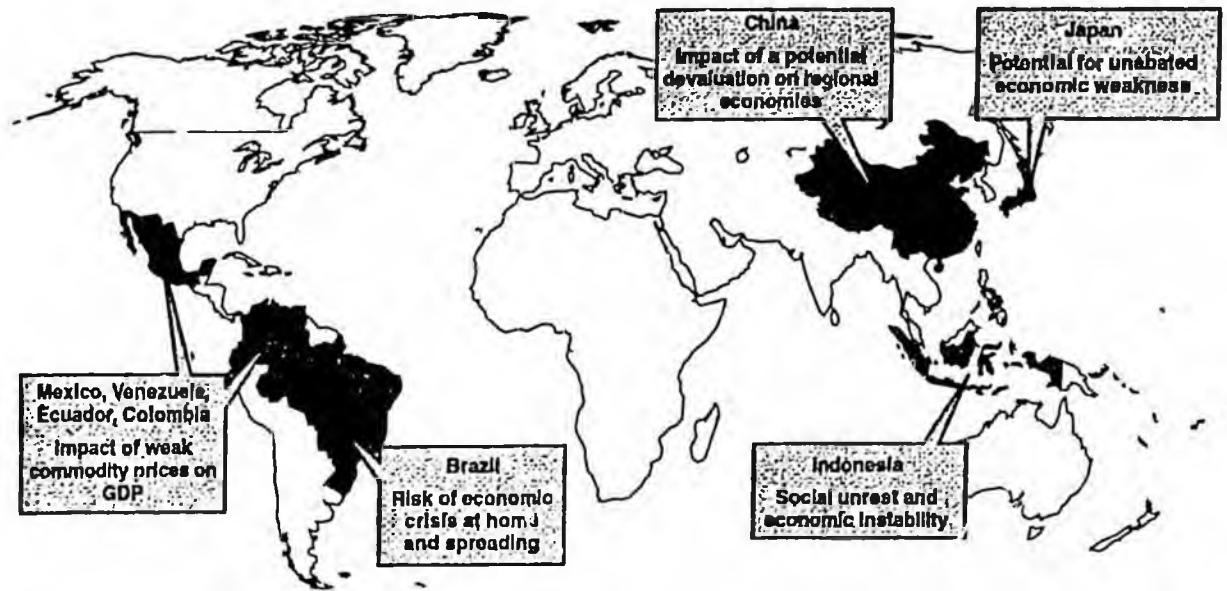 China
Impact of a potential
devaluation on regional
economies
Japan
Potential for unabated
economic weakness
Mexico, Venezuela,
Ecuador, Colombia
Impact of weak
commodity prices on
GDP
Brazil
Risk of economic
crisis at home
and spreading
Indonesia
Social unrest and
economic instability